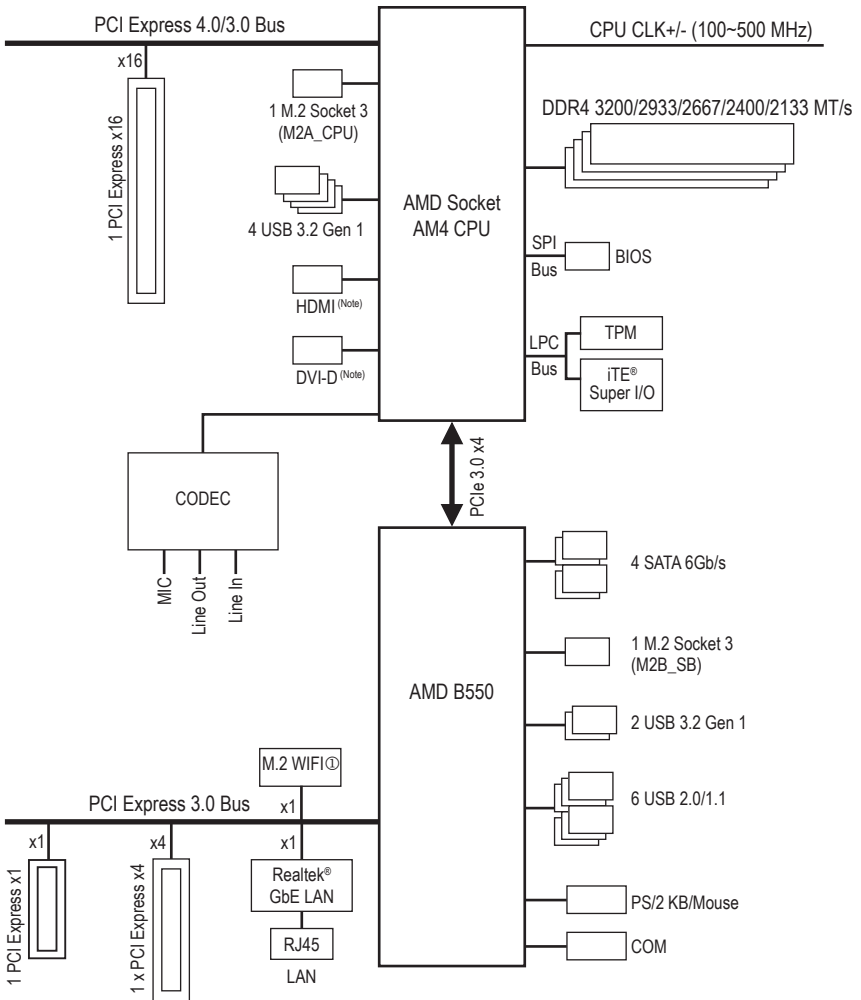 PCI Express 4.0/3.0 Bus
CPU CLK+/- (100~500 MHz)
x16
1 PCI Express x16
1 M.2 Socket 3
(M2A_CPU)
DDR4 3200/2933/2667/2400/2133 MT/s
4 USB 3.2 Gen 1
AMD Socket
AM4 CPU
SPI
Bus
BIOS
HDMI (Note)
LPC
Bus
TPM
iTE®
Super I/O
DVI-D (Note)
CODEC
MIC
Line Out
Line In
PCIe 3.0 x4
4 SATA 6Gb/s
1 M.2 Socket 3
(M2B_SB)
AMD B550
2 USB 3.2 Gen 1
M.2 WIFI①
6 USB 2.0/1.1
PCI Express 3.0 Bus
x1
x1
x4
x1
1 PCI Express x1
1 x PCI Express x4
Realtek®
GbE LAN
RJ45
LAN
PS/2 KB/Mouse
COM